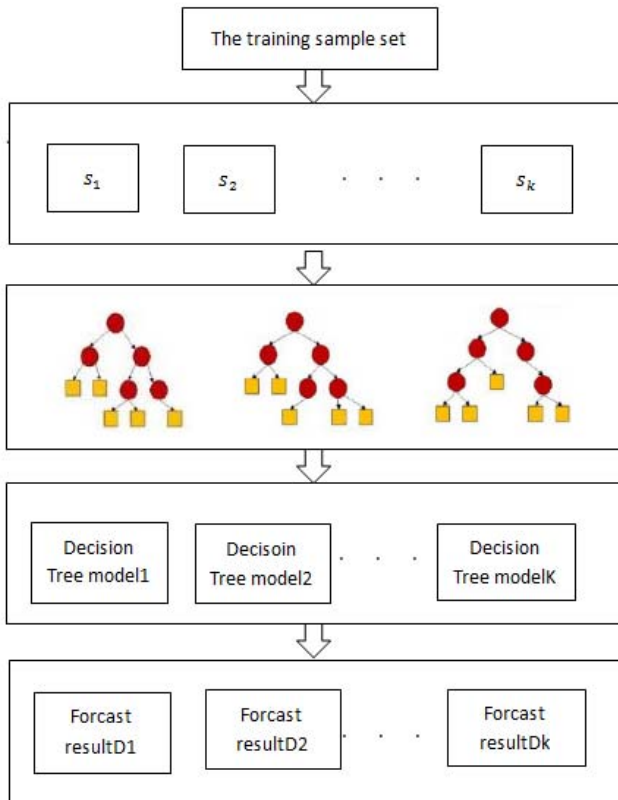 The training sample set
s₁ s₂ . . . sₖ
Decision Decisoin . . . Decision
Tree model1 Tree model2 Tree modelK
Forcast Forcast Forcast
resultD1 resultD2 . . . resultDk